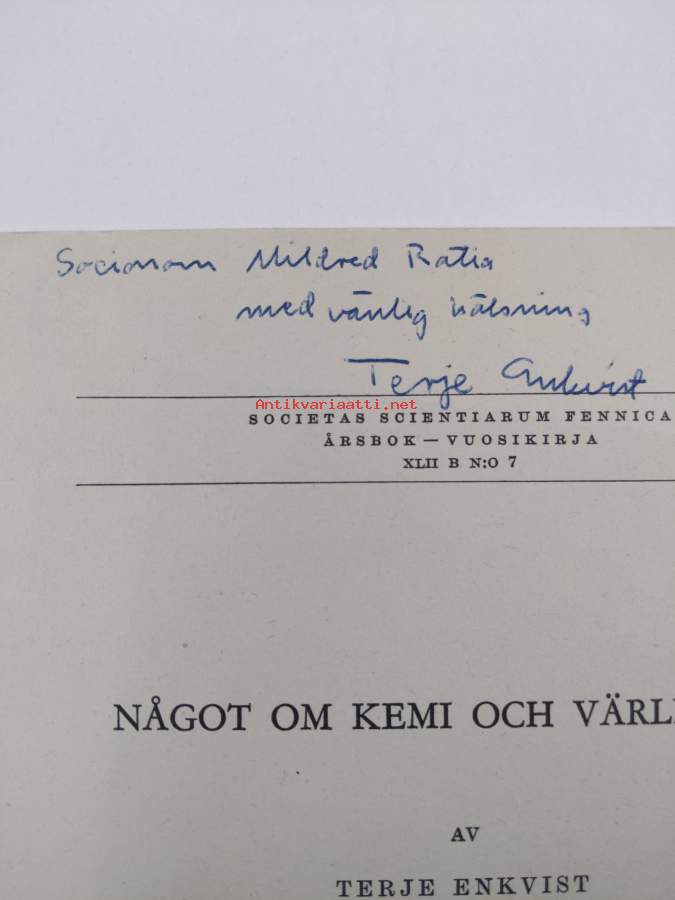 Socionom Mildred Ratia
med vänlig hälsning
Terje Enkvist
Antikvariaatti.net
SOCIETAS SCIENTIARUM FENNICA
ÅRSBOK — VUOSIKIRJA
XLII B N:O 7
NÅGOT OM KEMI OCH VÄRL
AV
TERJE ENKVIST